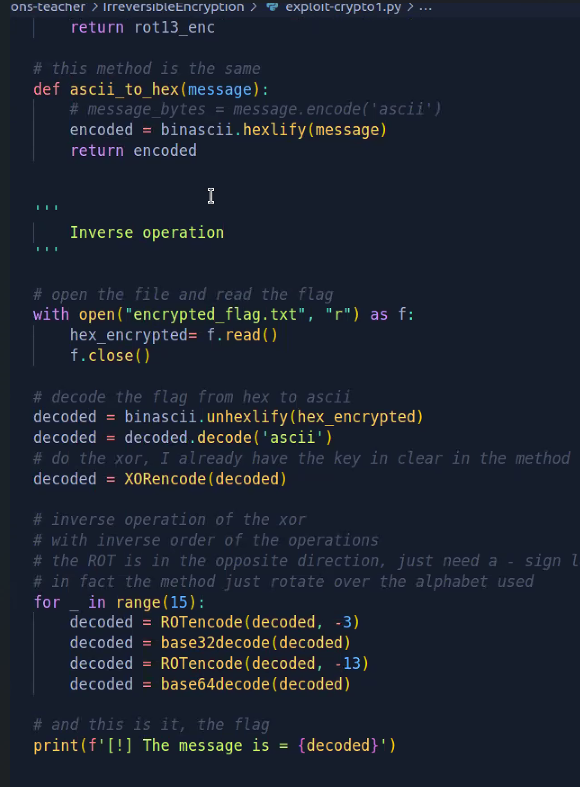 ons-teacher > IrreversibleEncryption > exploit-crypto1.py > ...
return rot13_enc
# this method is the same
def ascii_to_hex(message):
# message_bytes = message.encode('ascii')
encoded = binascii.hexlify(message)
return encoded
'''
Inverse operation
'''
# open the file and read the flag
with open("encrypted_flag.txt", "r") as f:
hex_encrypted= f.read()
f.close()
# decode the flag from hex to ascii
decoded = binascii.unhexlify(hex_encrypted)
decoded = decoded.decode('ascii')
# do the xor, I already have the key in clear in the method
decoded = XORencode(decoded)
# inverse operation of the xor
# with inverse order of the operations
# the ROT is in the opposite direction, just need a - sign l
# in fact the method just rotate over the alphabet used
for _ in range(15):
decoded = ROTencode(decoded, -3)
decoded = base32decode(decoded)
decoded = ROTencode(decoded, -13)
decoded = base64decode(decoded)
# and this is it, the flag
print(f'[!] The message is = {decoded}')